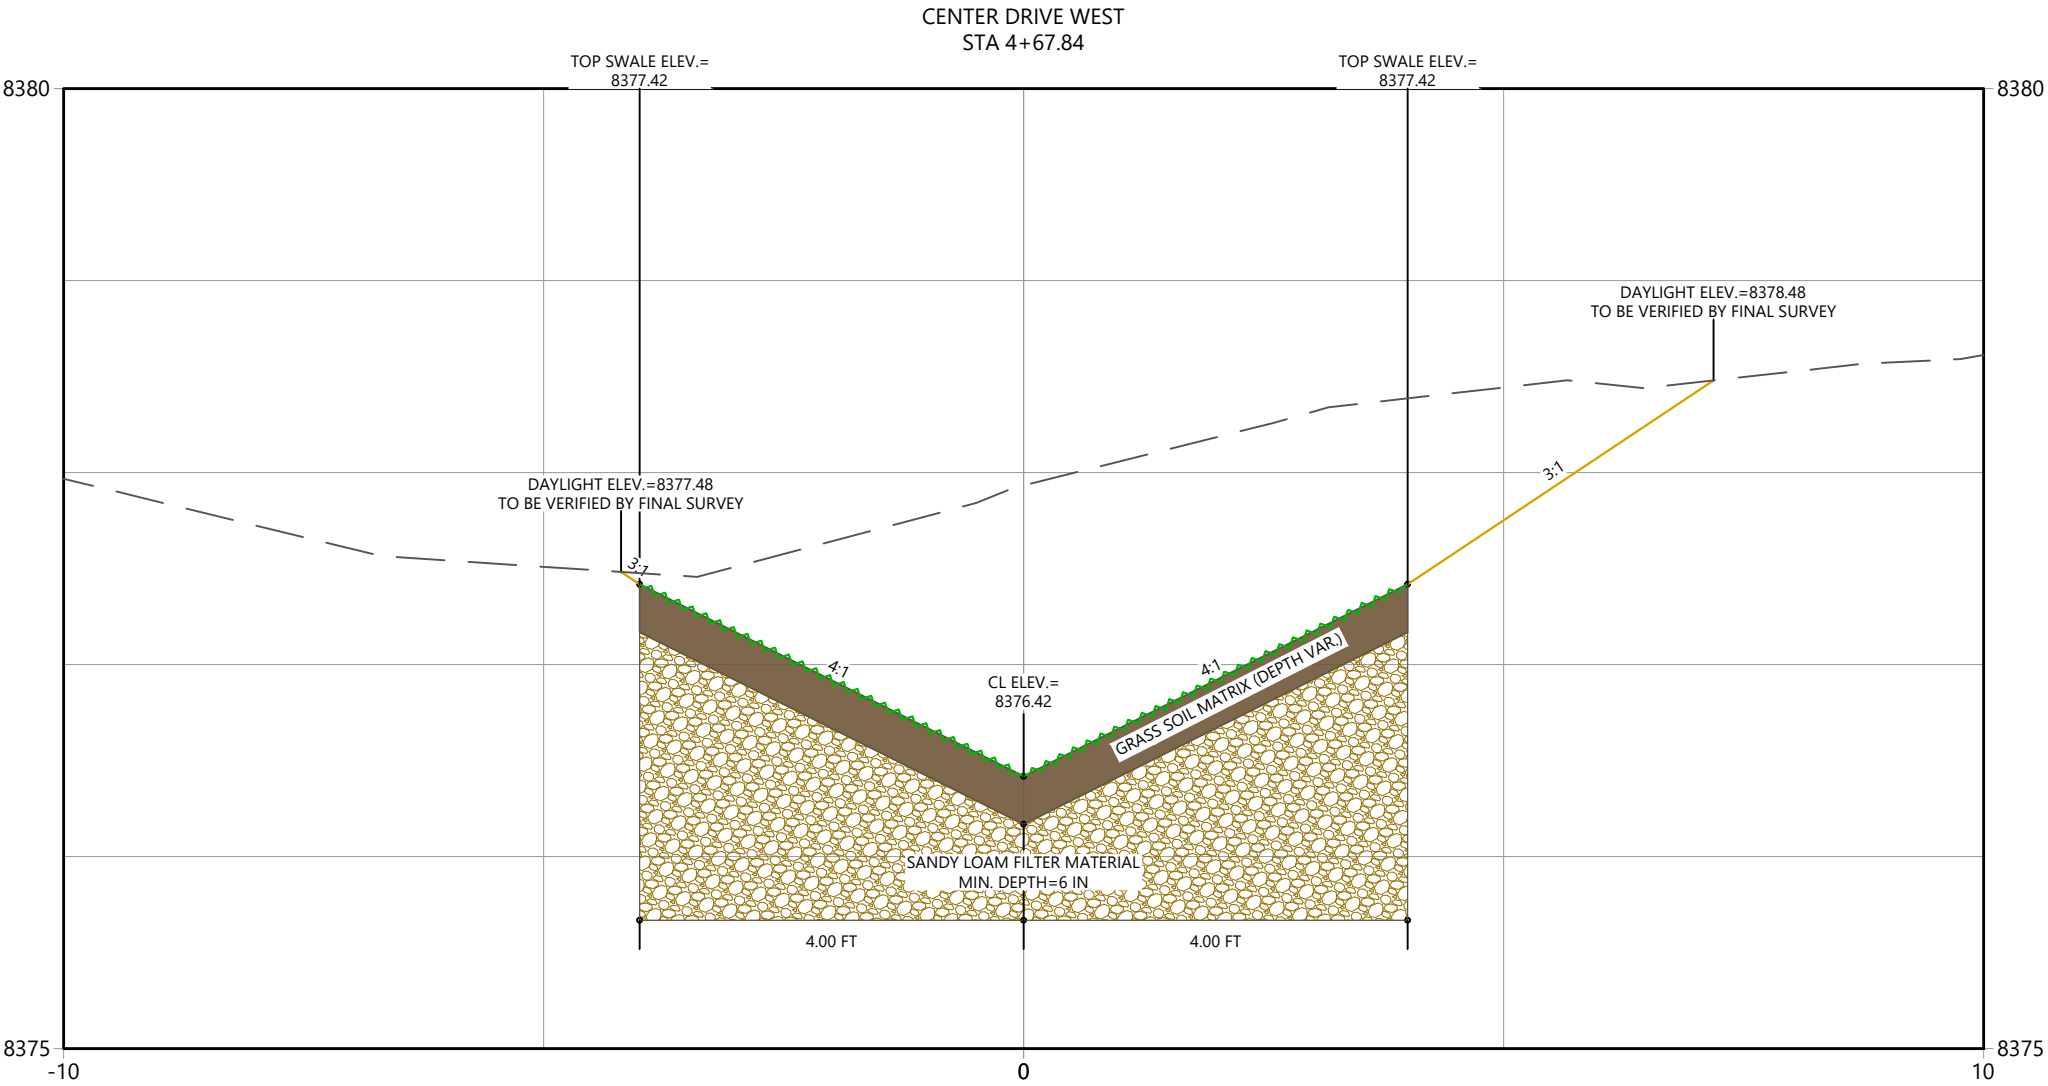 CENTER DRIVE WEST
STA 4+67.84
TOP SWALE ELEV.=
8377.42
TOP SWALE ELEV.=
8377.42
8380
8380
DAYLIGHT ELEV.=8378.48
TO BE VERIFIED BY FINAL SURVEY
DAYLIGHT ELEV.=8377.48
TO BE VERIFIED BY FINAL SURVEY
3:1
3:1
4:1
4:1
GRASS SOIL MATRIX (DEPTH VAR.)
CL ELEV.=
8376.42
SANDY LOAM FILTER MATERIAL
MIN. DEPTH=6 IN
4.00 FT
4.00 FT
8375
8375
-10
0
10